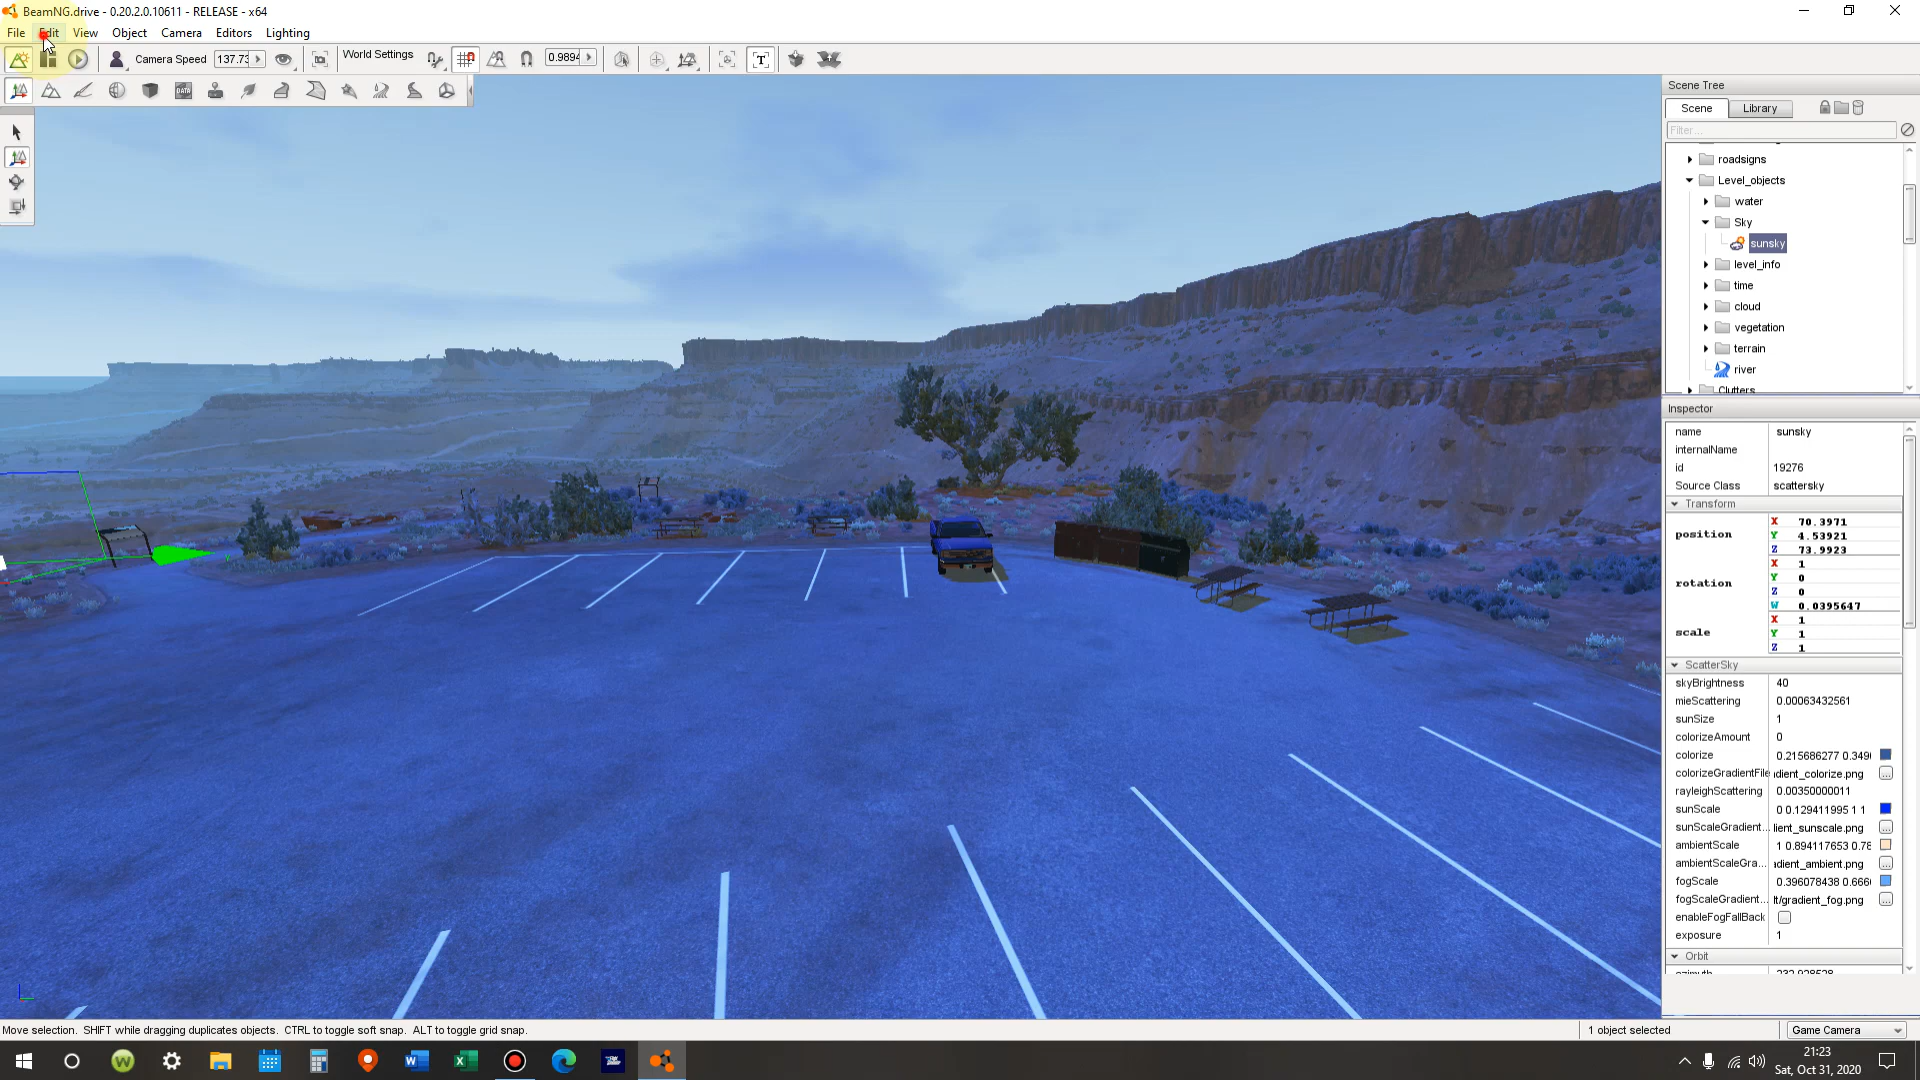 BeamNG.drive - 0.20.2.0.10611 - RELEASE - x64
File Edit View Object Camera Editors Lighting
Camera Speed 137.73 World Settings 0.9894
DATA
T
Scene Tree
Scene Library
Filter...
roadsigns
Level_objects
water
Sky
sunsky
level_info
time
cloud
vegetation
terrain
river
Clutters
Inspector
name sunsky
internalName
id 19276
Source Class scattersky
Transform
position X 70.3971
Y 4.53921
Z 73.9923
rotation X 1
Y 0
Z 0
W 0.0395647
scale X 1
Y 1
Z 1
ScatterSky
skyBrightness 40
mieScattering 0.00063432561
sunSize 1
colorizeAmount 0
colorize 0.215686277 0.349
colorizeGradientFile dient_colorize.png ...
rayleighScattering 0.00350000011
sunScale 0 0.129411995 1 1
sunScaleGradient... lient_sunscale.png ...
ambientScale 1 0.894117653 0.78
ambientScaleGra... dient_ambient.png ...
fogScale 0.396078438 0.666
fogScaleGradient... lt/gradient_fog.png ...
enableFogFallBack
exposure 1
Orbit
azimuth 232.928528
Move selection. SHIFT while dragging duplicates objects. CTRL to toggle soft snap. ALT to toggle grid snap.
1 object selected Game Camera
21:23
Sat, Oct 31, 2020